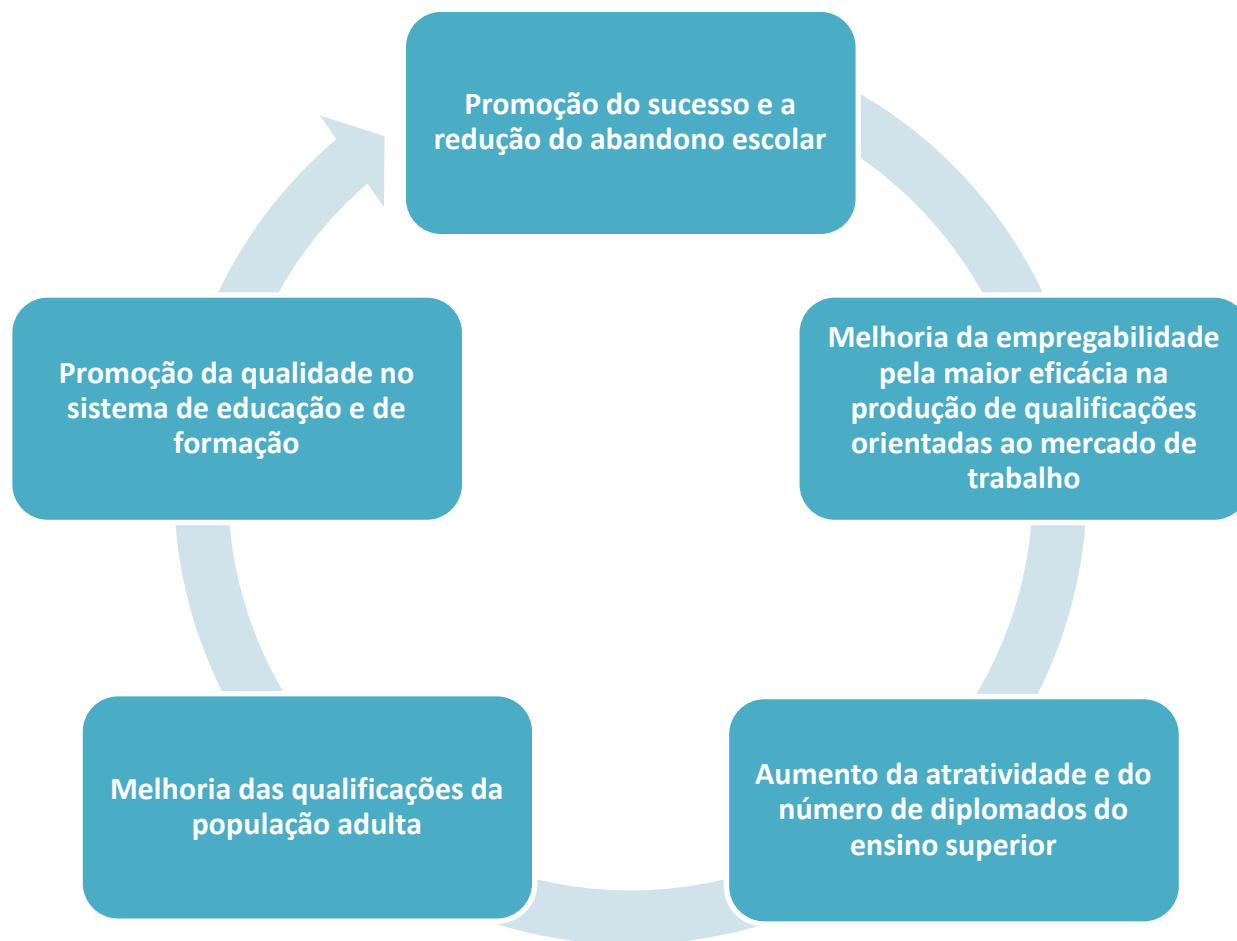 Promoção do sucesso e a
redução do abandono escolar
Melhoria da empregabilidade
pela maior eficácia na
produção de qualificações
orientadas ao mercado de
trabalho
Aumento da atratividade e do
número de diplomados do
ensino superior
Melhoria das qualificações da
população adulta
Promoção da qualidade no
sistema de educação e de
formação